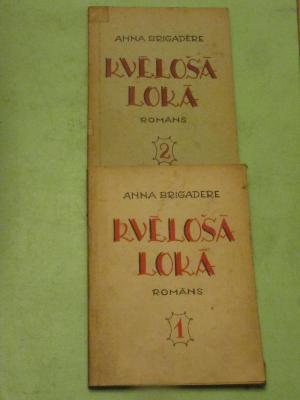 ANNA BRIGADERE
KVĒLOŠĀ
LOKĀ
ROMĀNS
2
ANNA BRIGADERE
KVĒLOŠĀ
LOKĀ
ROMĀNS
1